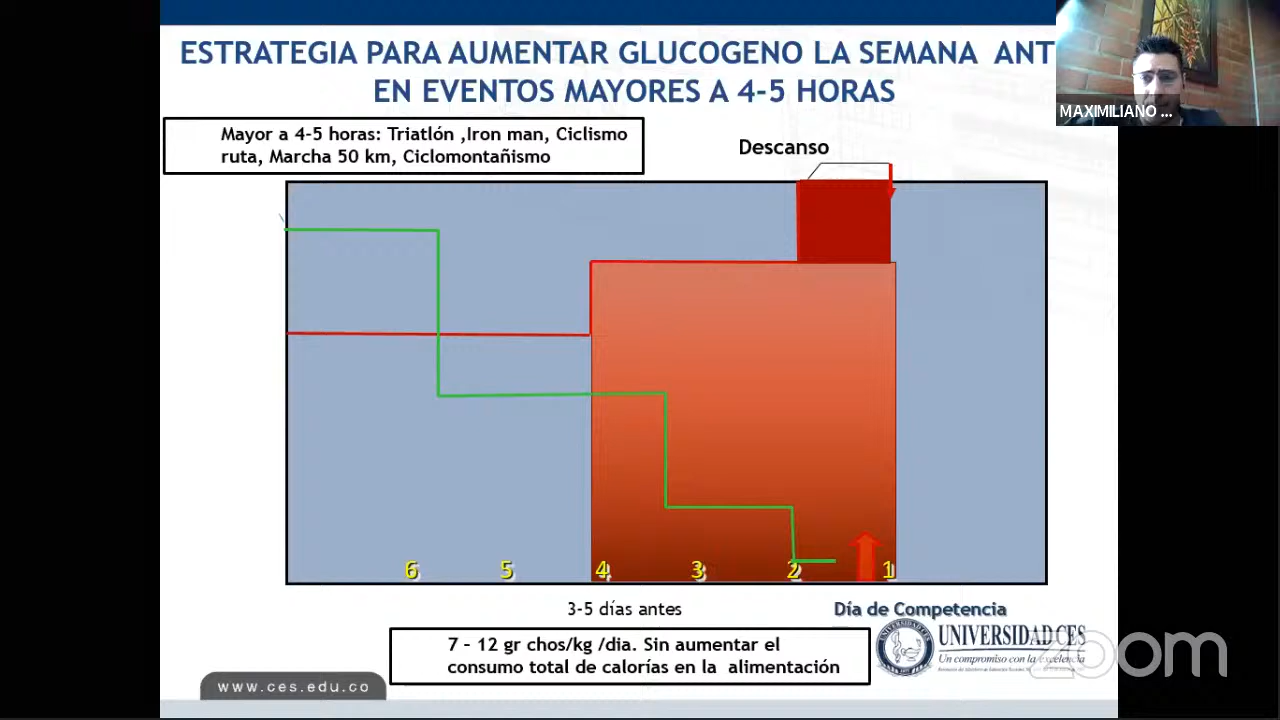 ESTRATEGIA PARA AUMENTAR GLUCOGENO LA SEMANA ANT
EN EVENTOS MAYORES A 4-5 HORAS
MAXIMILIANO ...
Mayor a 4-5 horas: Triatlón ,Iron man, Ciclismo
ruta, Marcha 50 km, Ciclomontañismo
Descanso
6 5 4 3 2 1
3-5 días antes
Día de Competencia
7 - 12 gr chos/kg /dia. Sin aumentar el
consumo total de calorías en la alimentación
UNIVERSIDAD CES
Un compromiso con la excelencia
zoom
www.ces.edu.co